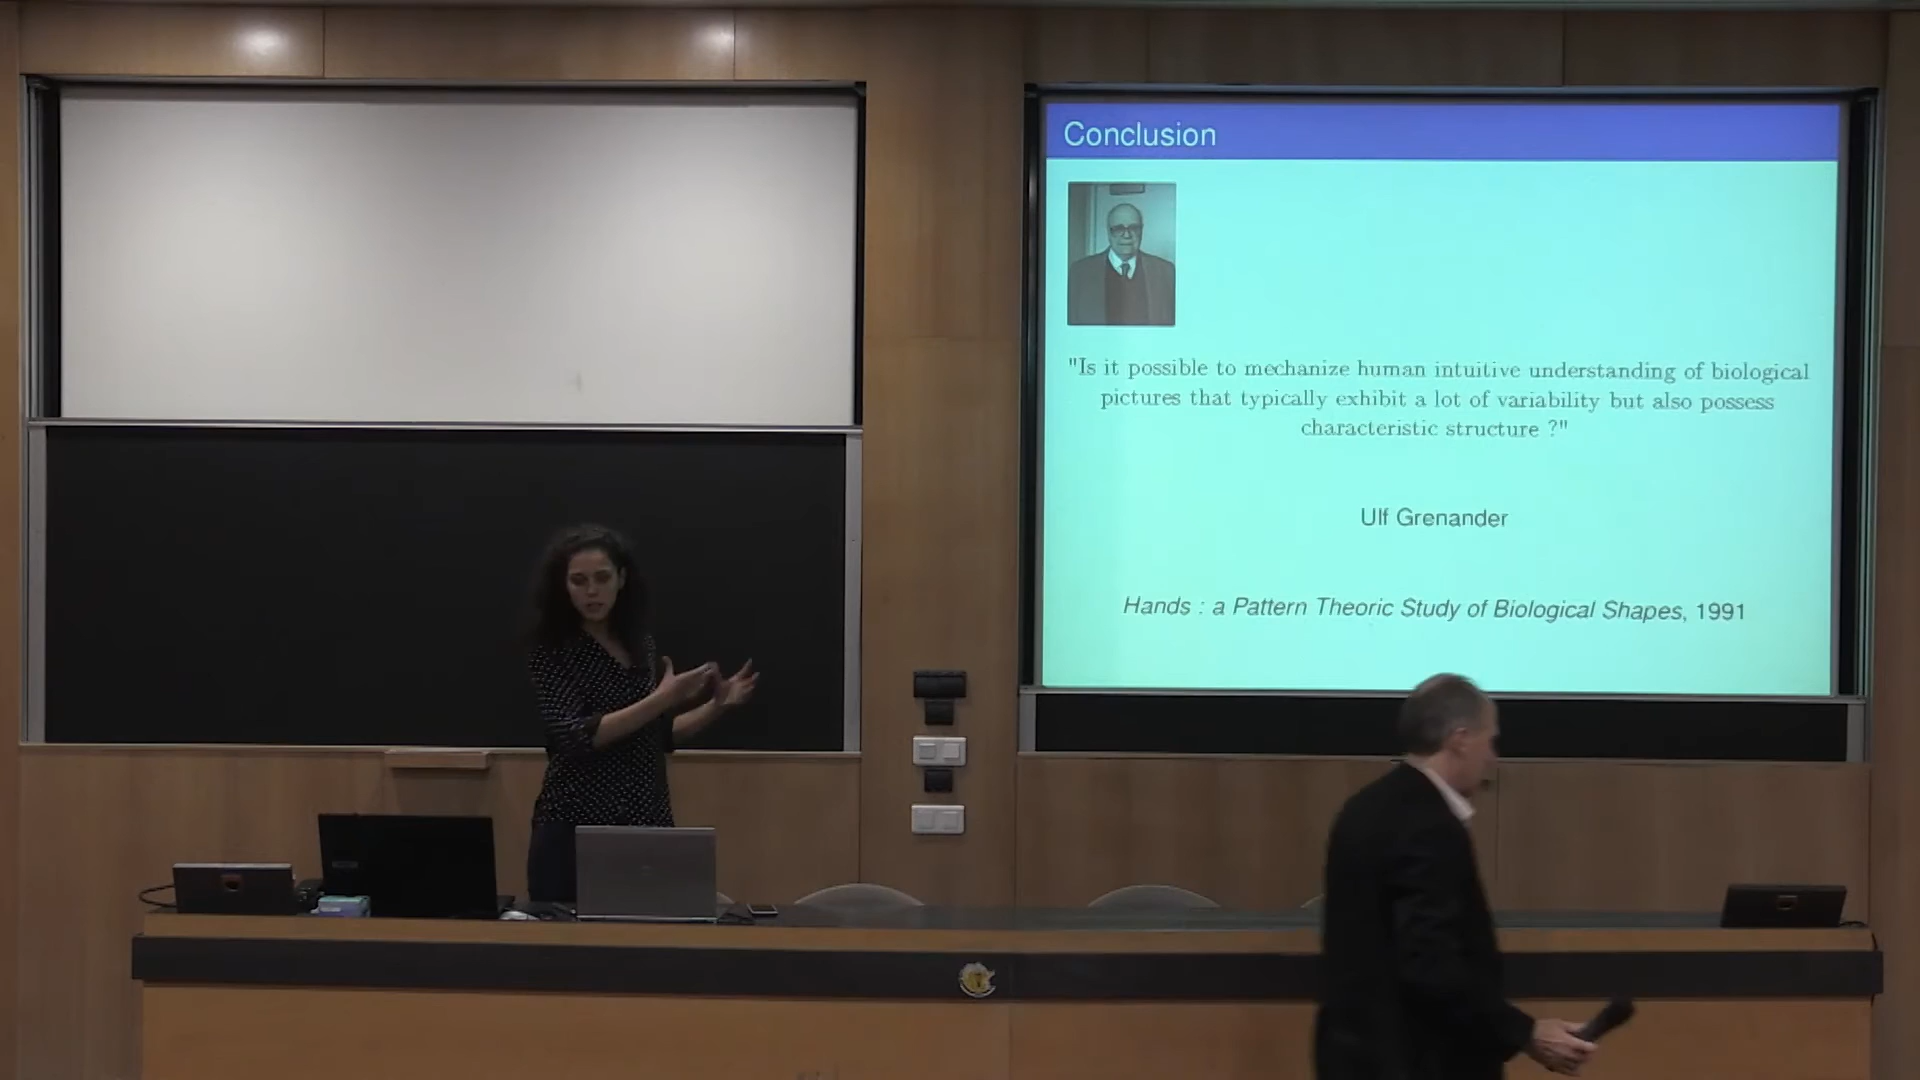 Conclusion
"Is it possible to mechanize human intuitive understanding of biological
pictures that typically exhibit a lot of variability but also possess
characteristic structure ?"
Ulf Grenander
Hands : a Pattern Theoric Study of Biological Shapes, 1991